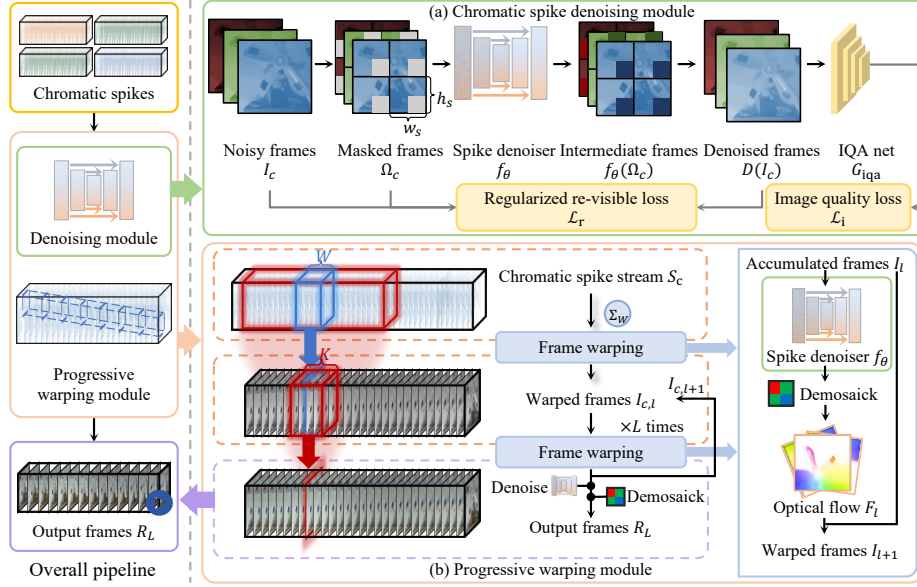 Chromatic spikes
Denoising module
Progressive
warping module
Output frames R_L
Overall pipeline
(a) Chromatic spike denoising module
h_s
w_s
Noisy frames
I_c
Masked frames
Ω_c
Spike denoiser
f_θ
Intermediate frames
f_θ(Ω_c)
Denoised frames
D(I_c)
IQA net
G_iqa
Regularized re-visible loss
ℒ_r
Image quality loss
ℒ_i
W
K
Chromatic spike stream S_c
Σ_W
Frame warping
Warped frames I_{c,l}
I_{c,l+1}
×L times
Frame warping
Denoise
Demosaick
Output frames R_L
(b) Progressive warping module
Accumulated frames I_l
Spike denoiser f_θ
Demosaick
Optical flow F_l
Warped frames I_{l+1}